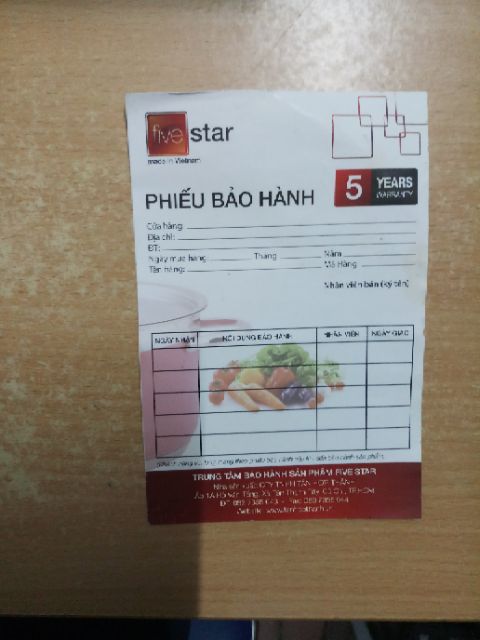 five star
made in Vietnam
PHIẾU BẢO HÀNH
5 YEARS
WARRANTY
Cửa hàng:
Địa chỉ:
ĐT:
Ngày mua hàng: Tháng Năm
Tên hàng: Mã Hàng
Nhân viên bán (ký tên)
NGÀY NHẬN NỘI DUNG BẢO HÀNH NHÂN VIÊN NGÀY GIAO
TRUNG TÂM BẢO HÀNH SẢN PHẨM FIVE STAR